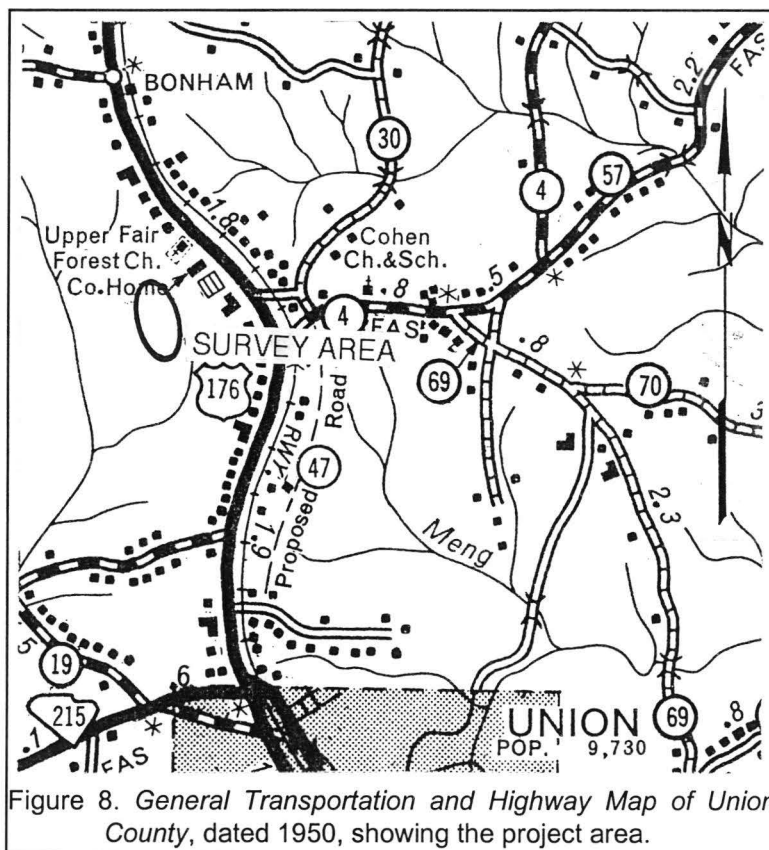 BONHAM
30
2.2
FAS
57
4
1.8
Upper Fair
Forest Ch.
Co. Home
Cohen
Ch.&Sch.
.8
.5
N
4
FAS
SURVEY AREA
69
.8
70
176
RWY.
47
Proposed Road
1.9
Meng
2.3
5
19
6
215
.1
FAS
UNION
POP. 9,730
69
.8
Figure 8. General Transportation and Highway Map of Union
County, dated 1950, showing the project area.